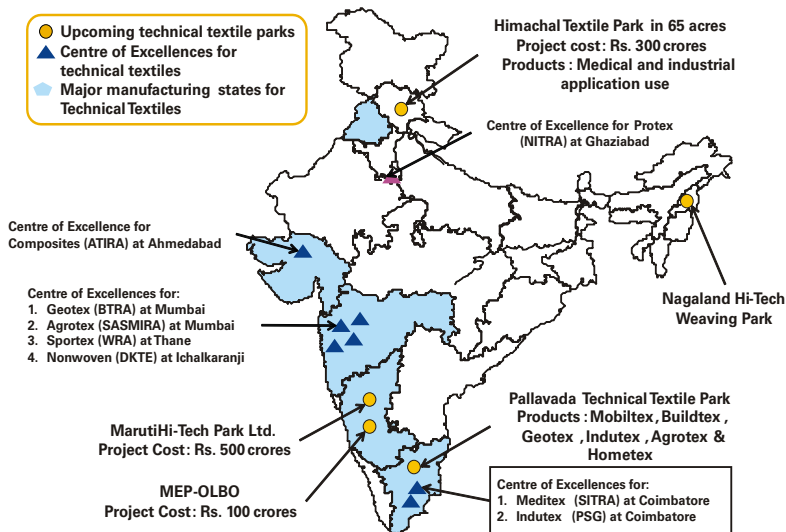 Upcoming technical textile parks
Centre of Excellences for
technical textiles
Major manufacturing states for
Technical Textiles
Himachal Textile Park in 65 acres
Project cost: Rs. 300 crores
Products : Medical and industrial
application use
Centre of Excellence for Protex
(NITRA) at Ghaziabad
Centre of Excellence for
Composites (ATIRA) at Ahmedabad
Centre of Excellences for:
1. Geotex (BTRA) at Mumbai
2. Agrotex (SASMIRA) at Mumbai
3. Sportex (WRA) at Thane
4. Nonwoven (DKTE) at Ichalkaranji
Nagaland Hi-Tech
Weaving Park
MarutiHi-Tech Park Ltd.
Project Cost: Rs. 500 crores
MEP-OLBO
Project Cost: Rs. 100 crores
Pallavada Technical Textile Park
Products : Mobiltex, Buildtex ,
Geotex , Indutex , Agrotex &
Hometex
Centre of Excellences for:
1. Meditex (SITRA) at Coimbatore
2. Indutex (PSG) at Coimbatore